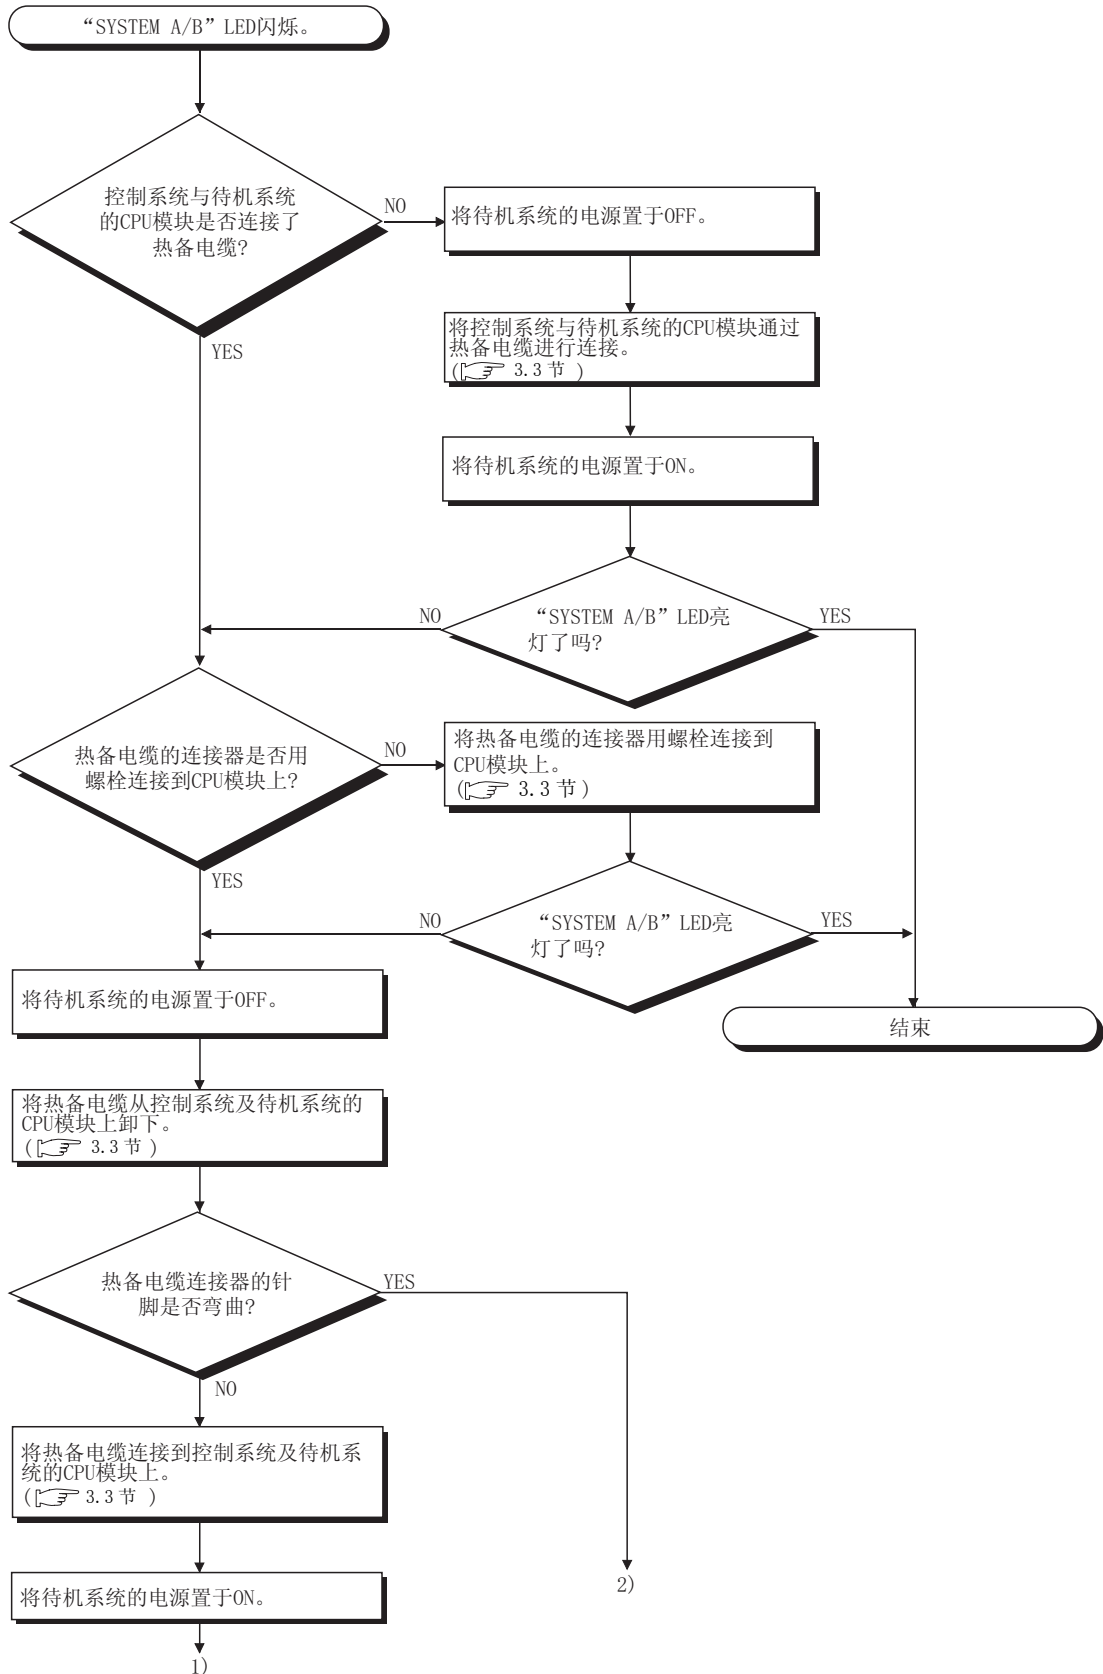 “SYSTEM A/B”LED闪烁。
控制系统与待机系统
的CPU模块是否连接了
热备电缆?
NO
将待机系统的电源置于OFF。
YES
将控制系统与待机系统的CPU模块通过
热备电缆进行连接。
( 3.3 节 )
将待机系统的电源置于ON。
NO
“SYSTEM A/B”LED亮
灯了吗?
YES
热备电缆的连接器是否用
螺栓连接到CPU模块上?
NO
将热备电缆的连接器用螺栓连接到
CPU模块上。
( 3.3 节 )
YES
NO
“SYSTEM A/B”LED亮
灯了吗?
YES
将待机系统的电源置于OFF。
结束
将热备电缆从控制系统及待机系统的
CPU模块上卸下。
( 3.3 节 )
热备电缆连接器的针
脚是否弯曲?
YES
NO
将热备电缆连接到控制系统及待机系
统的CPU模块上。
( 3.3 节 )
将待机系统的电源置于ON。
2)
1)